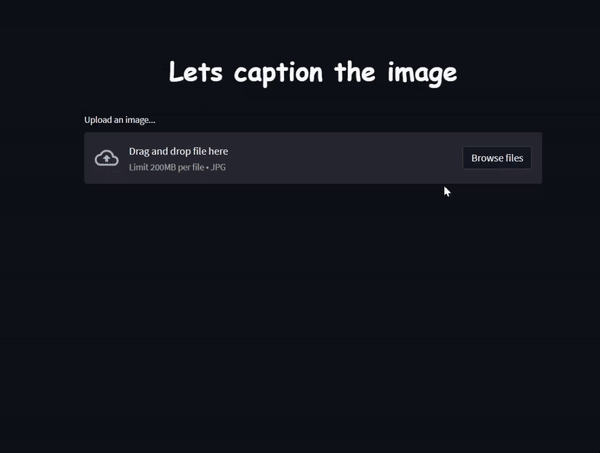 Lets caption the image
Upload an image...
Drag and drop file here
Limit 200MB per file • JPG
Browse files